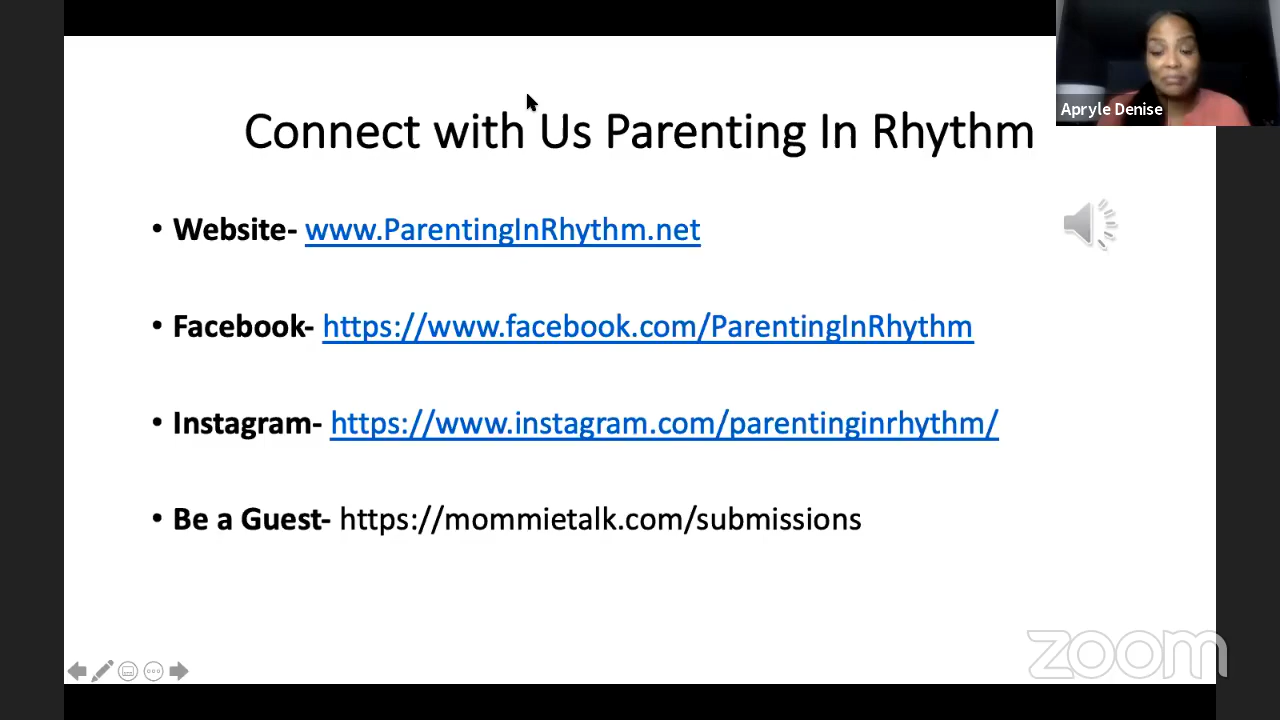 Connect with Us Parenting In Rhythm
Apryle Denise
• Website- www.ParentingInRhythm.net
• Facebook- https://www.facebook.com/ParentingInRhythm
• Instagram- https://www.instagram.com/parentinginrhythm/
• Be a Guest- https://mommietalk.com/submissions
zoom